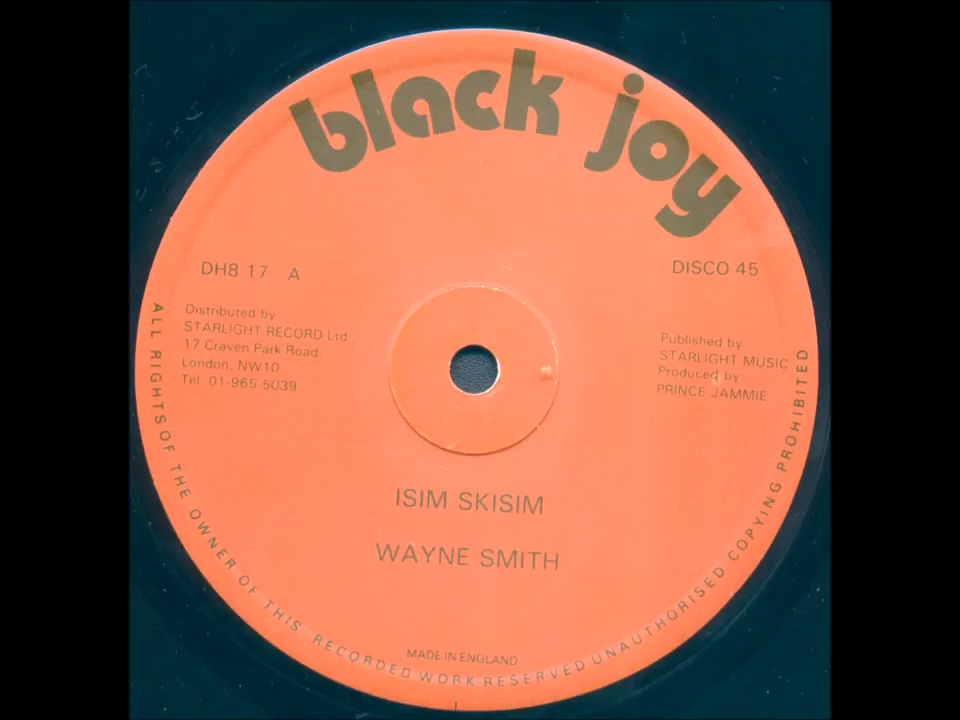 black joy
DH8 17 A
DISCO 45
Distributed by
STARLIGHT RECORD Ltd.
17 Craven Park Road,
London, NW10
Tel. 01-965 5039
Published by
STARLIGHT MUSIC
Produced by
PRINCE JAMMIE
ISIM SKISIM
WAYNE SMITH
MADE IN ENGLAND
ALL RIGHTS OF THE OWNER OF THIS RECORDED WORK RESERVED UNAUTHORISED COPYING PROHIBITED